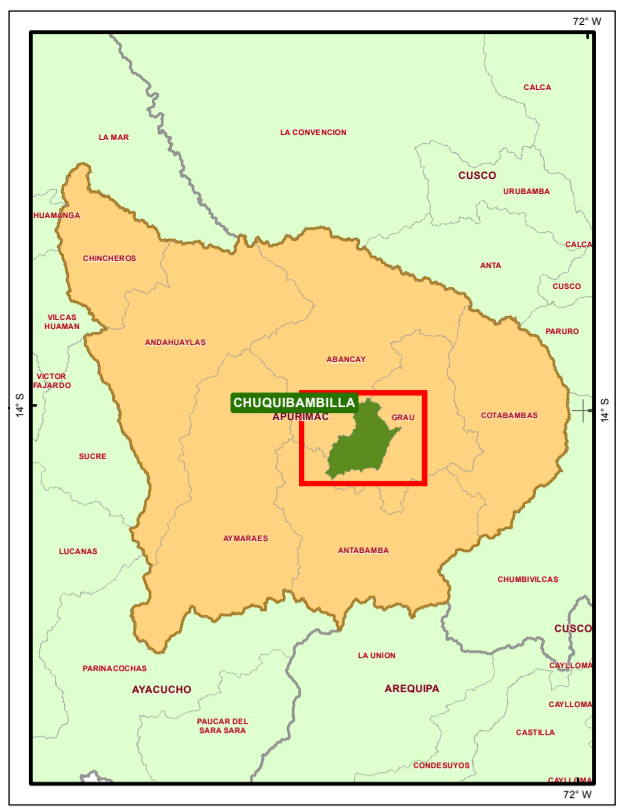 72° W
CALCA
LA CONVENCION
LA MAR
CUSCO
URUBAMBA
HUAMANGA
CALCA
CHINCHEROS
ANTA
CUSCO
VILCAS
HUAMAN
PARURO
ANDAHUAYLAS
ABANCAY
VICTOR
FAJARDO
14° S
14° S
CHUQUIBAMBILLA
APURIMAC
GRAU
COTABAMBAS
SUCRE
AYMARAES
ANTABAMBA
LUCANAS
CHUMBIVILCAS
CUSCO
LA UNION
CAYLLOMA
PARINACOCHAS
AYACUCHO
AREQUIPA
CAYLLOMA
PAUCAR DEL
SARA SARA
CASTILLA
CONDESUYOS
CAYLLOMA
72° W